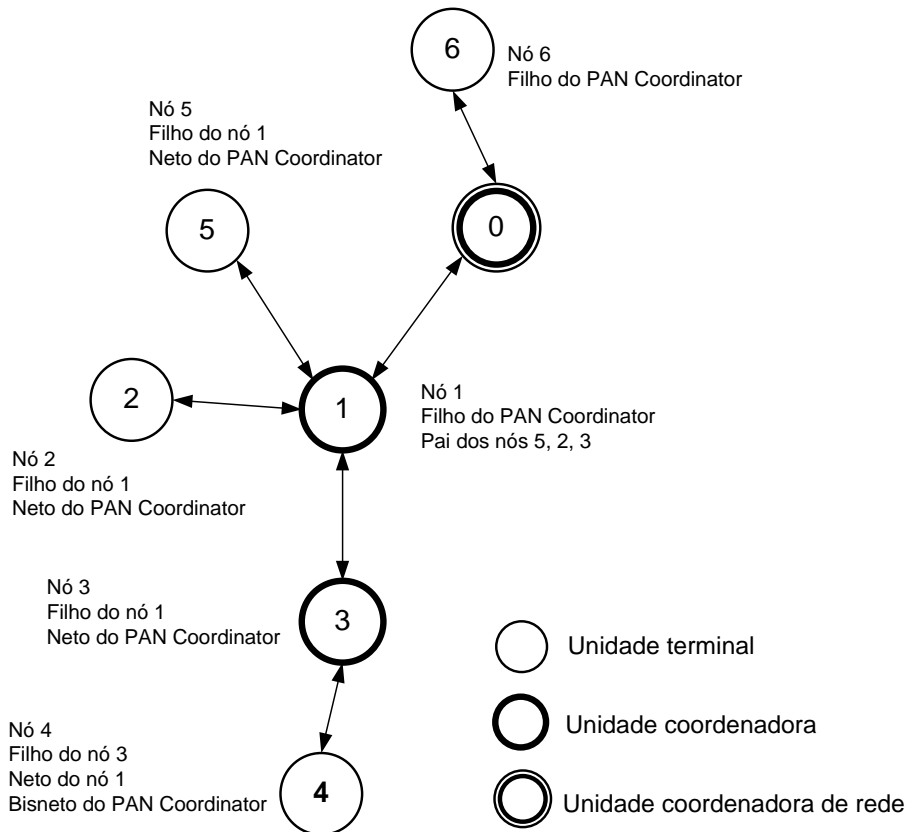 6
Nó 6
Filho do PAN Coordinator
Nó 5
Filho do nó 1
Neto do PAN Coordinator
5
0
2
1
Nó 1
Filho do PAN Coordinator
Pai dos nós 5, 2, 3
Nó 2
Filho do nó 1
Neto do PAN Coordinator
Nó 3
Filho do nó 1
Neto do PAN Coordinator
3
Unidade terminal
Unidade coordenadora
Nó 4
Filho do nó 3
Neto do nó 1
Bisneto do PAN Coordinator
4
Unidade coordenadora de rede